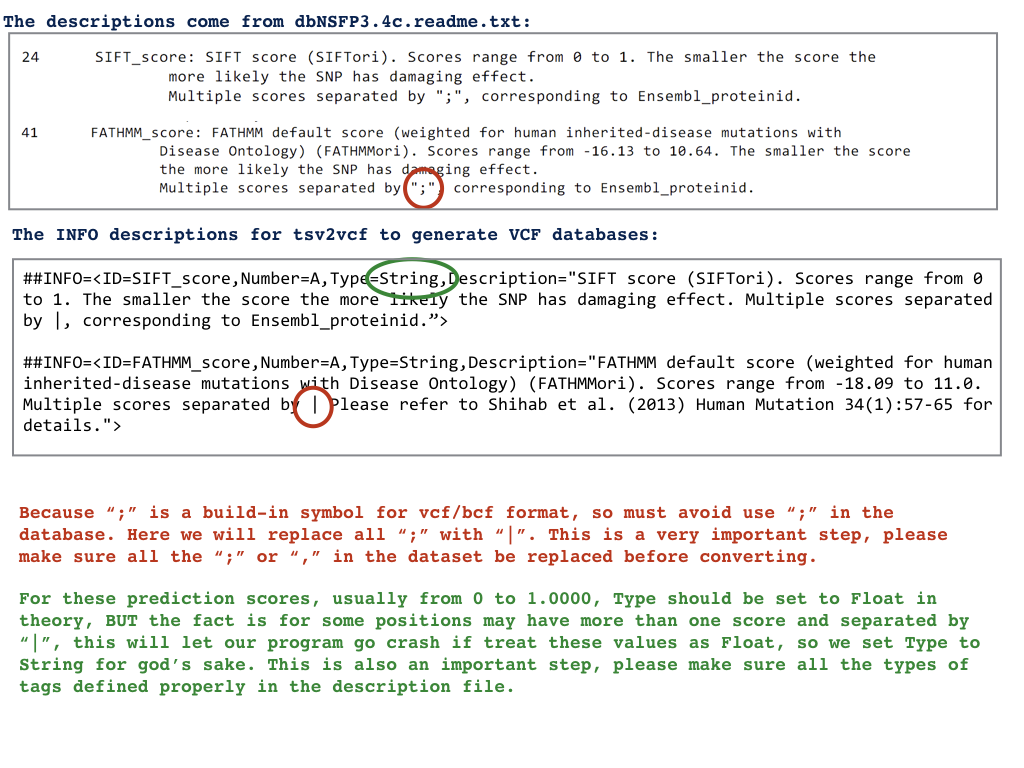 The descriptions come from dbNSFP3.4c.readme.txt:
24 SIFT_score: SIFT score (SIFTori). Scores range from 0 to 1. The smaller the score the
more likely the SNP has damaging effect.
Multiple scores separated by ";", corresponding to Ensembl_proteinid.
41 FATHMM_score: FATHMM default score (weighted for human inherited-disease mutations with
Disease Ontology) (FATHMMori). Scores range from -16.13 to 10.64. The smaller the score
the more likely the SNP has damaging effect.
Multiple scores separated by ";", corresponding to Ensembl_proteinid.
The INFO descriptions for tsv2vcf to generate VCF databases:
##INFO=<ID=SIFT_score,Number=A,Type=String,Description="SIFT score (SIFTori). Scores range from 0
to 1. The smaller the score the more likely the SNP has damaging effect. Multiple scores separated
by |, corresponding to Ensembl_proteinid.”>
##INFO=<ID=FATHMM_score,Number=A,Type=String,Description="FATHMM default score (weighted for human
inherited-disease mutations with Disease Ontology) (FATHMMori). Scores range from -18.09 to 11.0.
Multiple scores separated by | Please refer to Shihab et al. (2013) Human Mutation 34(1):57-65 for
details.">
Because “;” is a build-in symbol for vcf/bcf format, so must avoid use “;” in the
database. Here we will replace all “;” with “|”. This is a very important step, please
make sure all the “;” or “,” in the dataset be replaced before converting.
For these prediction scores, usually from 0 to 1.0000, Type should be set to Float in
theory, BUT the fact is for some positions may have more than one score and separated by
“|”, this will let our program go crash if treat these values as Float, so we set Type to
String for god’s sake. This is also an important step, please make sure all the types of
tags defined properly in the description file.